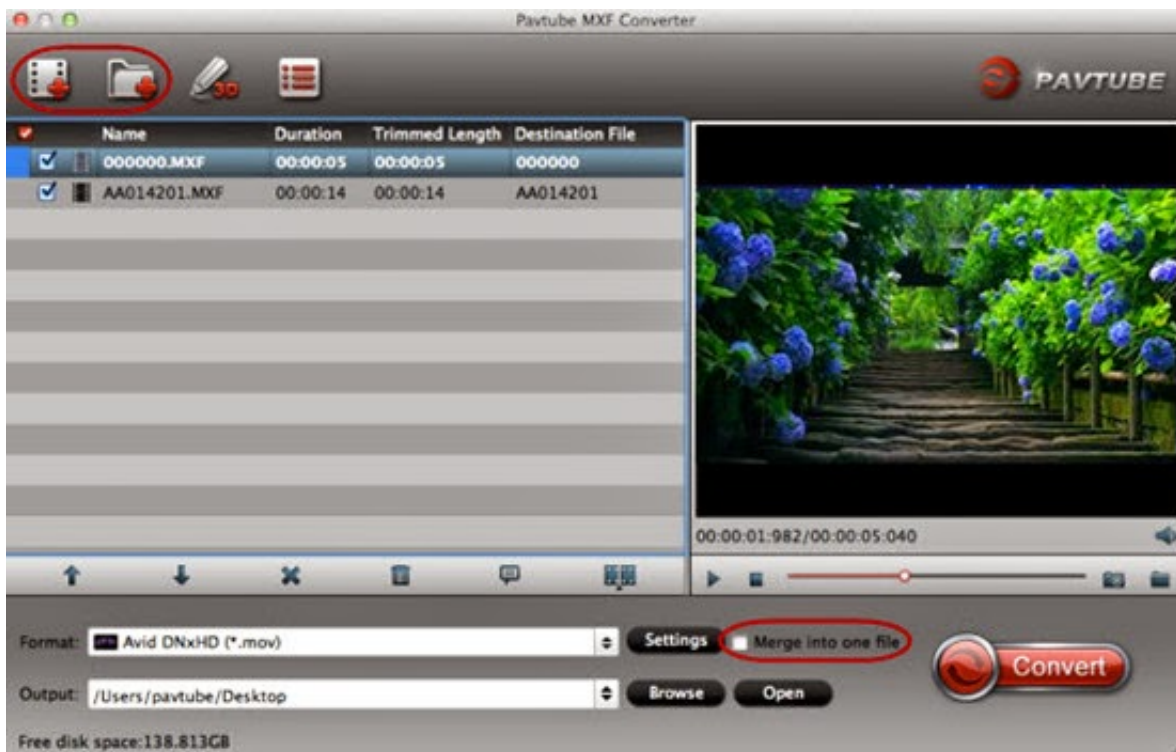 Pavtube MXF Converter
3D
PAVTUBE
Name Duration Trimmed Length Destination File
000000.MXF 00:00:05 00:00:05 000000
AA014201.MXF 00:00:14 00:00:14 AA014201
00:00:01:982/00:00:05:040
Format: Avid DNxHD (*.mov) Settings Merge into one file
Convert
Output: /Users/pavtube/Desktop Browse Open
Free disk space:138.813GB